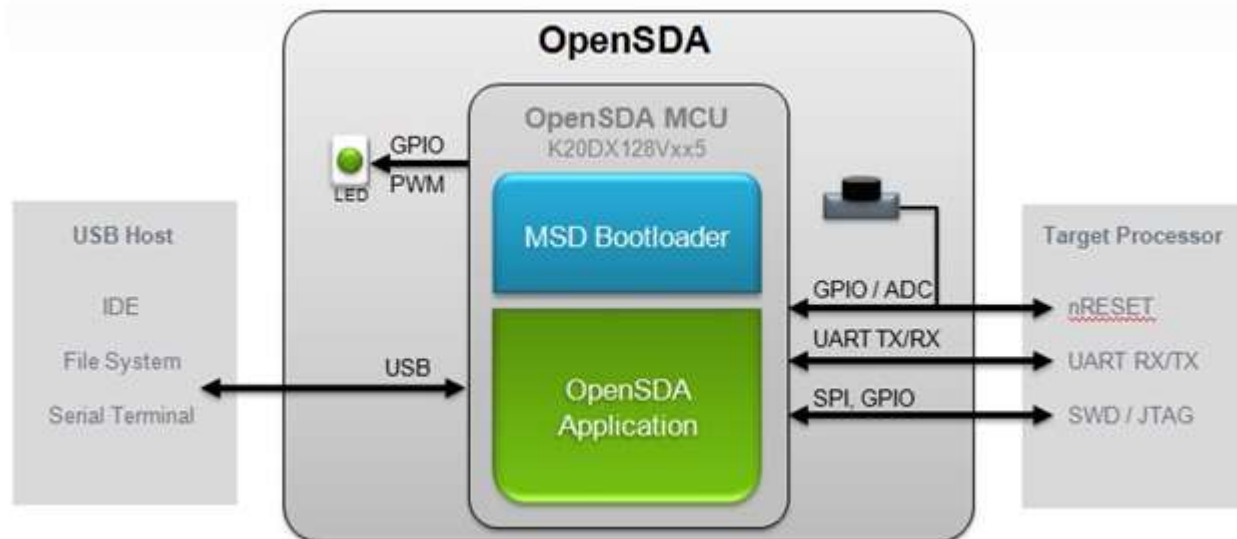 OpenSDA
OpenSDA MCU
K20DX128Vxx5
GPIO
PWM
LED
MSD Bootloader
USB Host
IDE
File System
Serial Terminal
USB
OpenSDA
Application
GPIO / ADC
UART TX/RX
SPI, GPIO
Target Processor
nRESET
UART RX/TX
SWD / JTAG